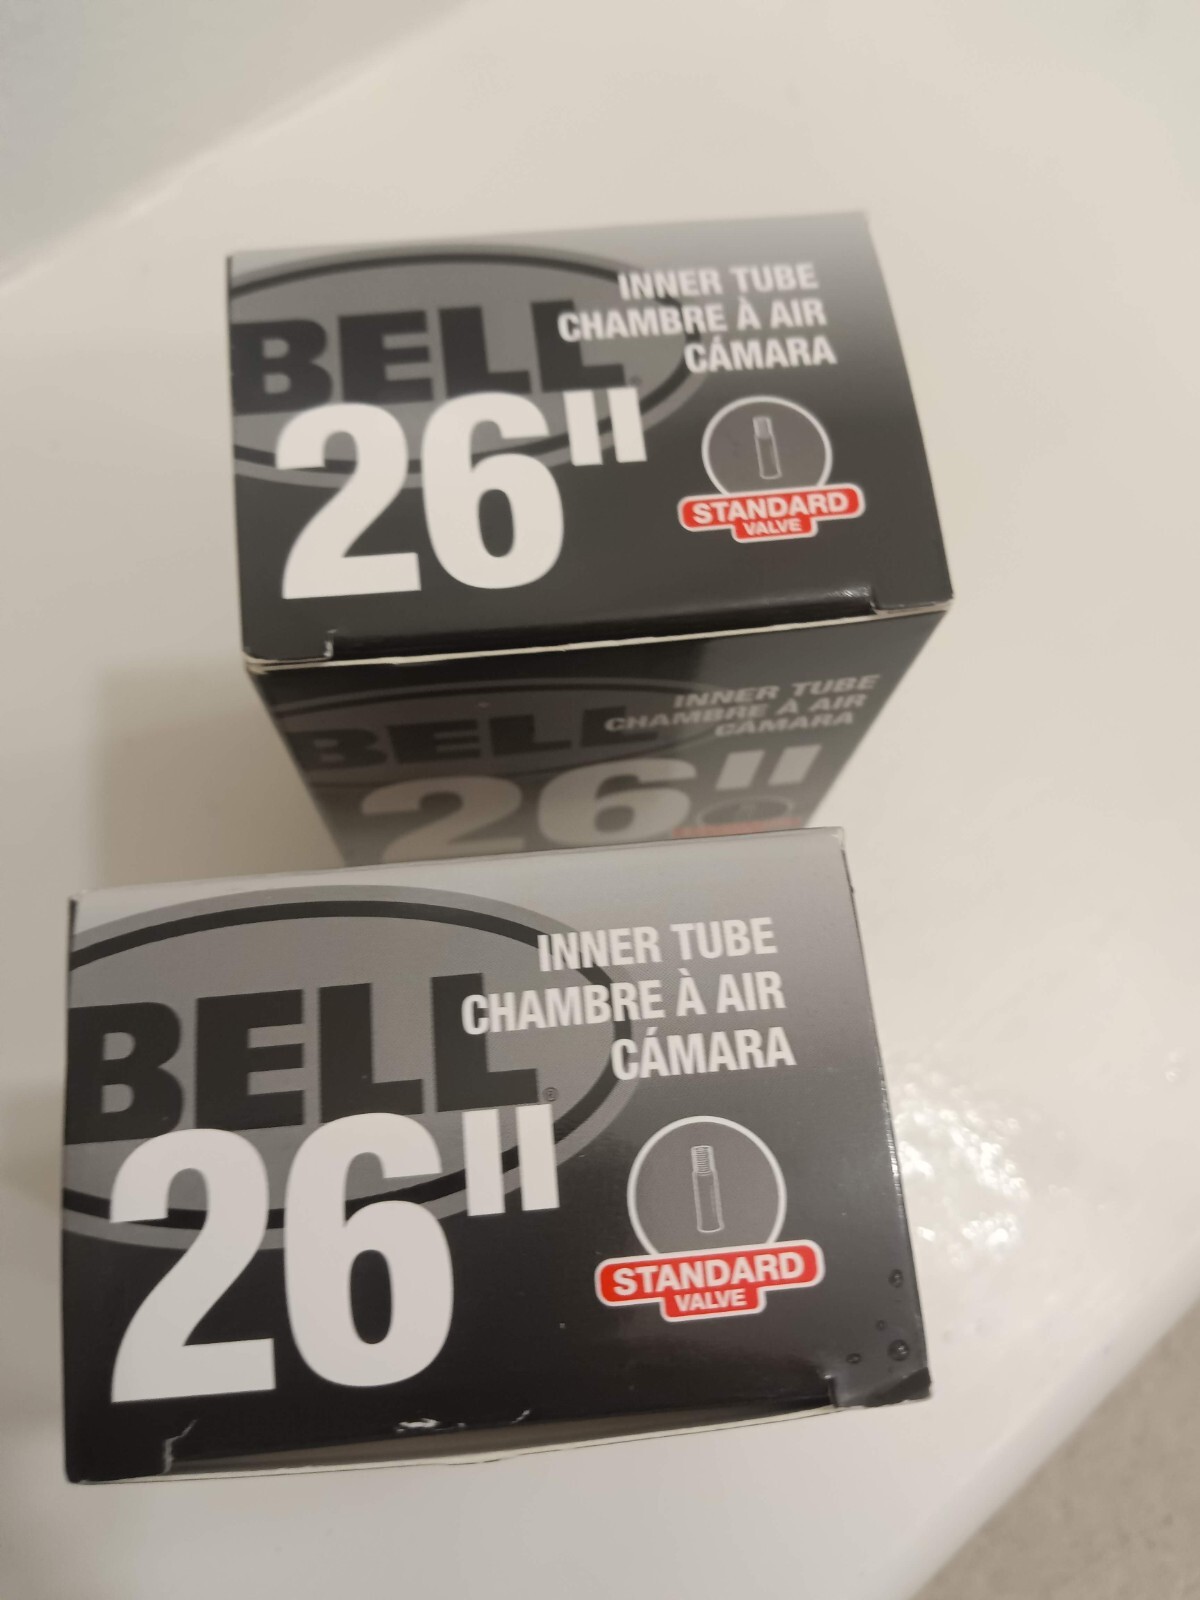 BELL
INNER TUBE
CHAMBRE À AIR
CÁMARA
26"
STANDARD
VALVE
BELL
INNER TUBE
CHAMBRE À AIR
CÁMARA
26"
BELL®
INNER TUBE
CHAMBRE À AIR
CÁMARA
26"
STANDARD
VALVE